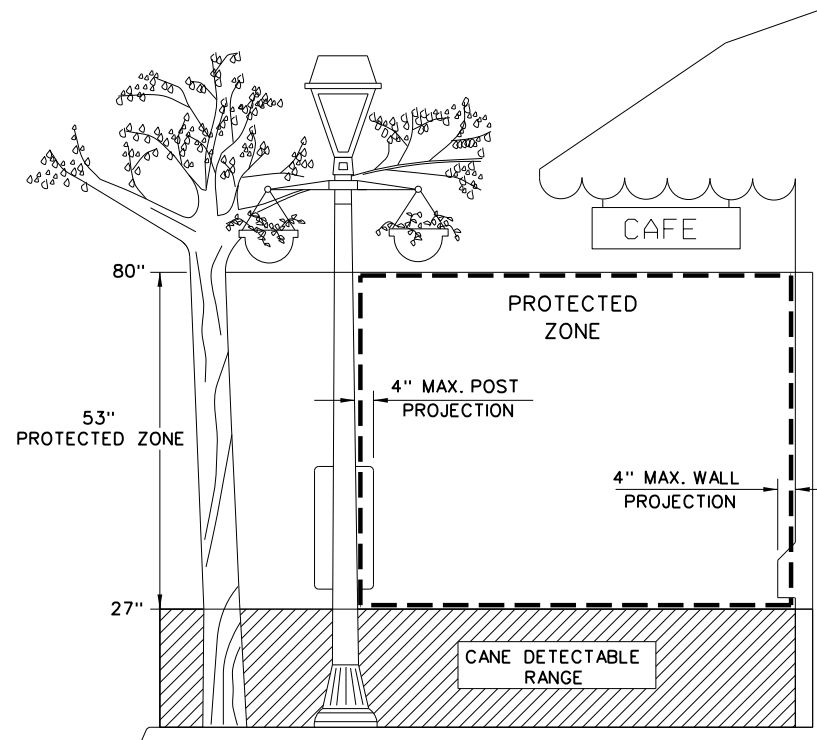 CAFE
80"
PROTECTED
ZONE
4" MAX. POST
PROJECTION
53"
PROTECTED ZONE
4" MAX. WALL
PROJECTION
27"
CANE DETECTABLE
RANGE